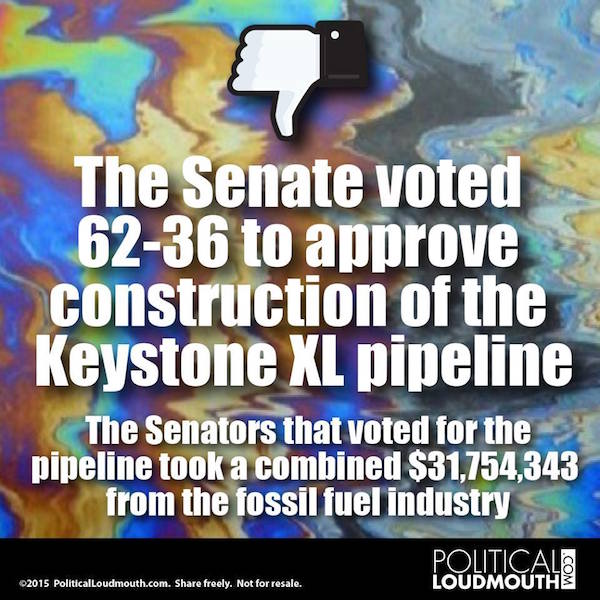 The Senate voted
62-36 to approve
construction of the
Keystone XL pipeline
The Senators that voted for the
pipeline took a combined $31,754,343
from the fossil fuel industry
©2015 PoliticalLoudmouth.com. Share freely. Not for resale.
POLITICAL
LOUDMOUTH
.COM